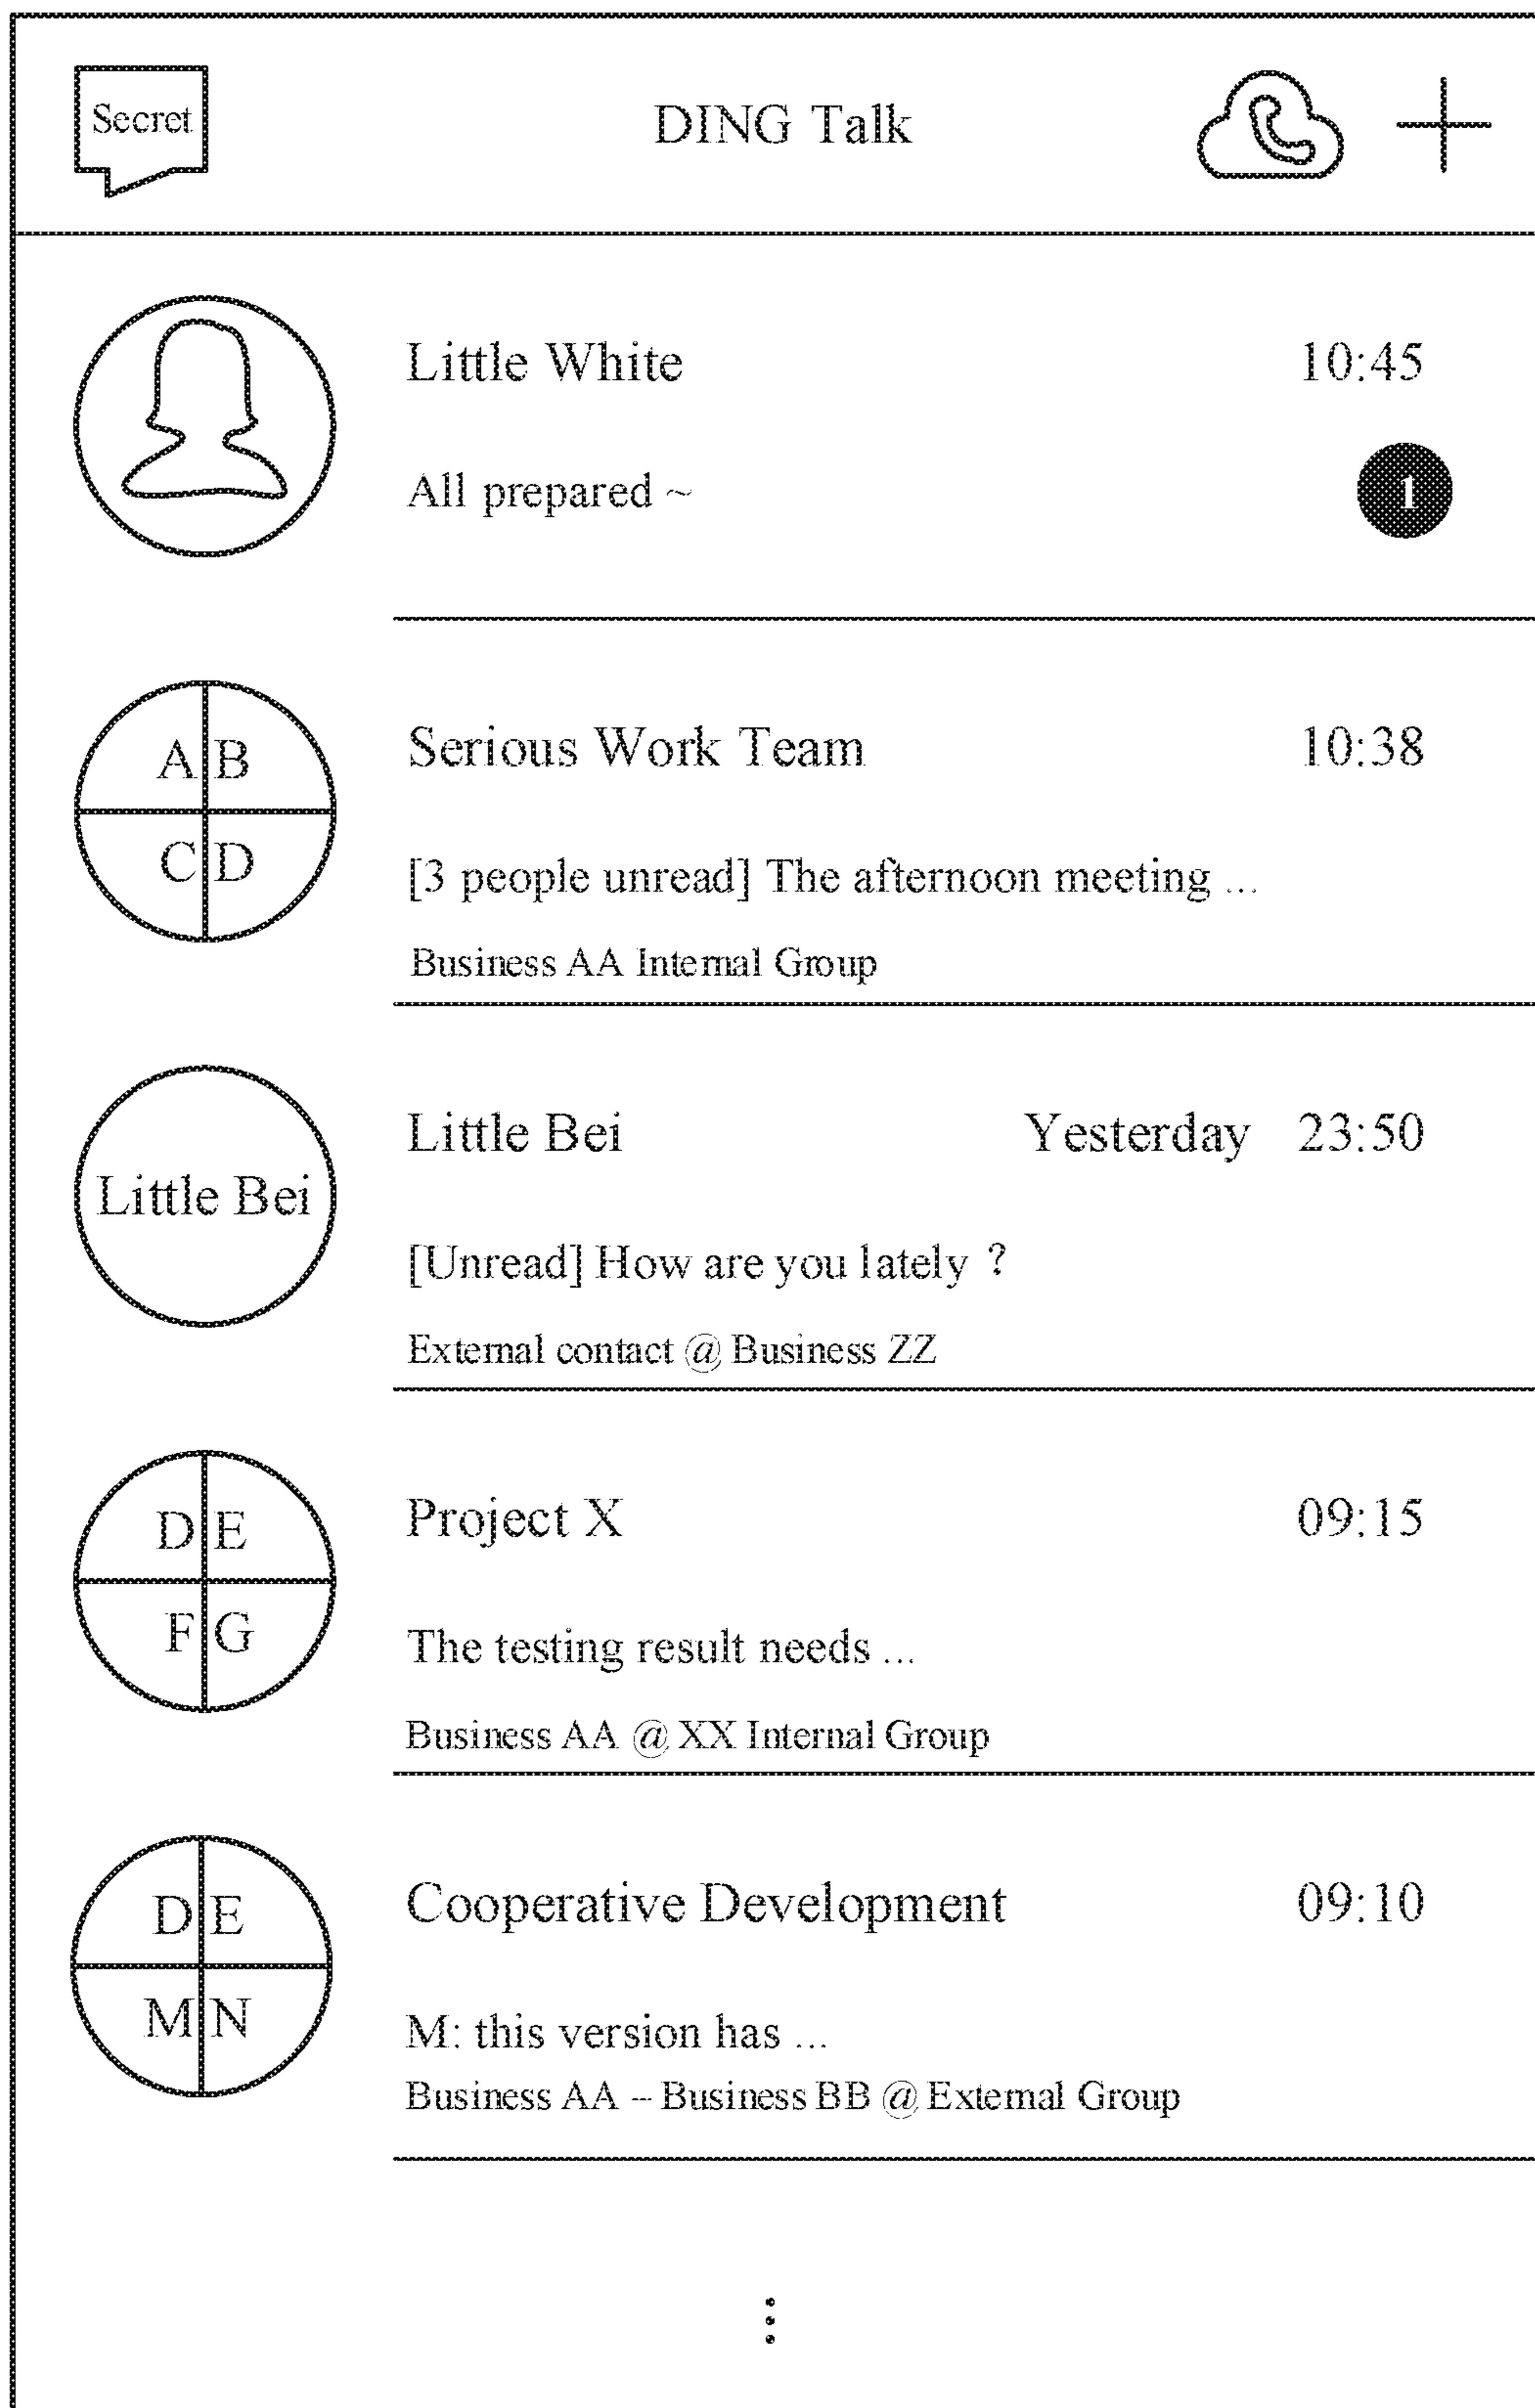 Secret DING Talk
Little White 10:45
All prepared ~ 1
A B
Serious Work Team 10:38
C D
[3 people unread] The afternoon meeting ...
Business AA Internal Group
Little Bei Yesterday 23:50
Little Bei
[Unread] How are you lately ?
External contact @ Business ZZ
D E
Project X 09:15
F G
The testing result needs ...
Business AA @ XX Internal Group
D E
Cooperative Development 09:10
M N
M: this version has ...
Business AA – Business BB @ External Group